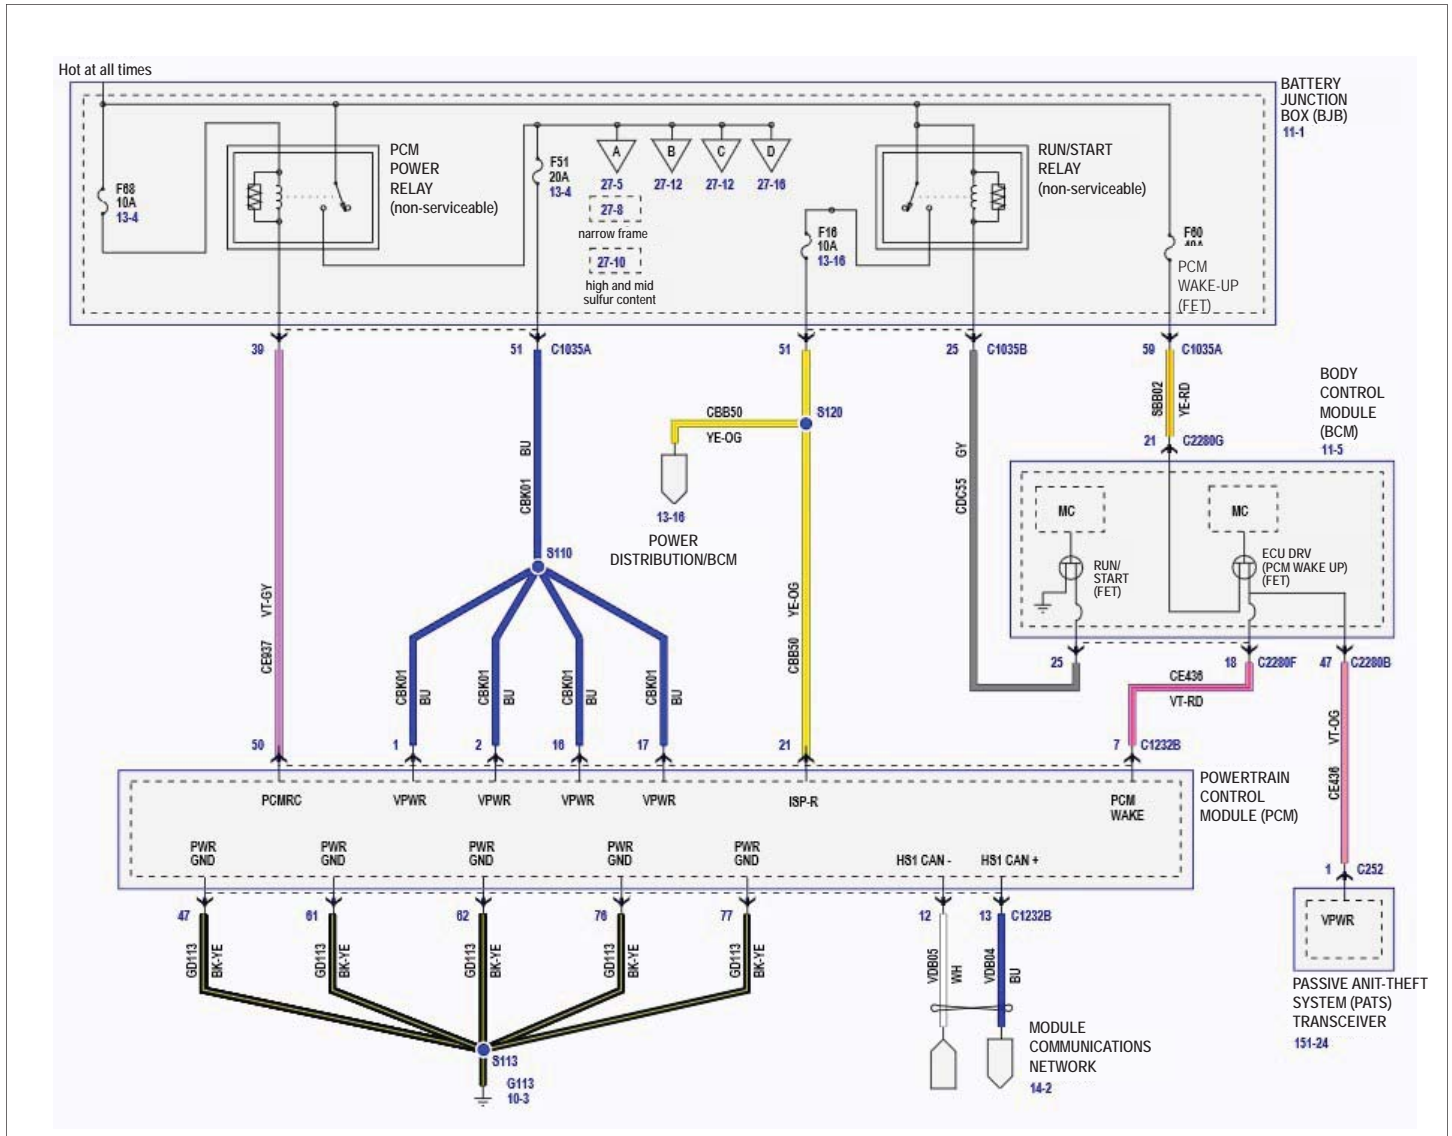 Hot at all times
BATTERY
JUNCTION
BOX (BJB)
11-1
PCM
POWER
RELAY
(non-serviceable)
F68
10A
13-4
F51
20A
13-4
A
B
C
D
27-5
27-12
27-12
27-16
27-8
narrow frame
27-10
high and mid
sulfur content
RUN/START
RELAY
(non-serviceable)
F16
10A
13-16
F60
40A
PCM
WAKE-UP
(FET)
39
51
C1035A
51
25
C1035B
59
C1035A
SBB02
YE-RD
21
C2280G
BODY
CONTROL
MODULE
(BCM)
11-5
CBB50
YE-OG
S120
13-16
POWER
DISTRIBUTION/BCM
BU
CBK01
S110
GY
CDC55
MC
MC
RUN/
START
(FET)
ECU DRV
(PCM WAKE UP)
(FET)
25
18
C2280F
47
C2280B
CE436
VT-RD
VT-GY
CE937
CBK01
BU
CBK01
BU
CBK01
BU
CBK01
BU
YE-OG
CBB50
VT-OG
CE436
50
1
2
16
17
21
7
C1232B
POWERTRAIN
CONTROL
MODULE (PCM)
PCMRC
VPWR
VPWR
VPWR
VPWR
ISP-R
PCM
WAKE
PWR
GND
PWR
GND
PWR
GND
PWR
GND
PWR
GND
HS1 CAN -
HS1 CAN +
1
C252
VPWR
PASSIVE ANIT-THEFT
SYSTEM (PATS)
TRANSCEIVER
151-24
47
61
62
76
77
12
13
C1232B
GD113
BK-YE
GD113
BK-YE
GD113
BK-YE
GD113
BK-YE
GD113
BK-YE
VDB05
WH
VDB04
BU
S113
G113
10-3
MODULE
COMMUNICATIONS
NETWORK
14-2